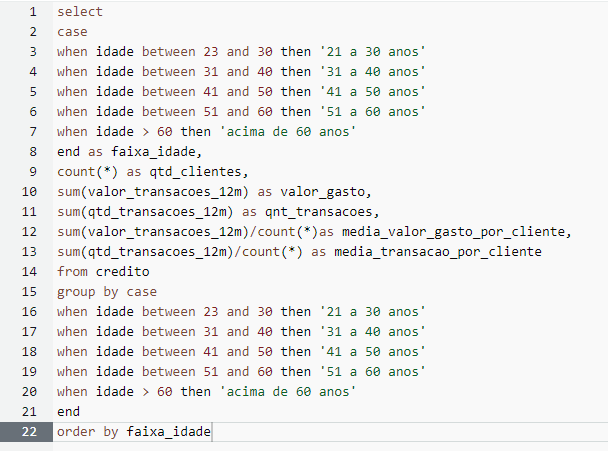 1 select
2 case
3 when idade between 23 and 30 then '21 a 30 anos'
4 when idade between 31 and 40 then '31 a 40 anos'
5 when idade between 41 and 50 then '41 a 50 anos'
6 when idade between 51 and 60 then '51 a 60 anos'
7 when idade > 60 then 'acima de 60 anos'
8 end as faixa_idade,
9 count(*) as qtd_clientes,
10 sum(valor_transacoes_12m) as valor_gasto,
11 sum(qtd_transacoes_12m) as qnt_transacoes,
12 sum(valor_transacoes_12m)/count(*)as media_valor_gasto_por_cliente,
13 sum(qtd_transacoes_12m)/count(*) as media_transacao_por_cliente
14 from credito
15 group by case
16 when idade between 23 and 30 then '21 a 30 anos'
17 when idade between 31 and 40 then '31 a 40 anos'
18 when idade between 41 and 50 then '41 a 50 anos'
19 when idade between 51 and 60 then '51 a 60 anos'
20 when idade > 60 then 'acima de 60 anos'
21 end
22 order by faixa_idade